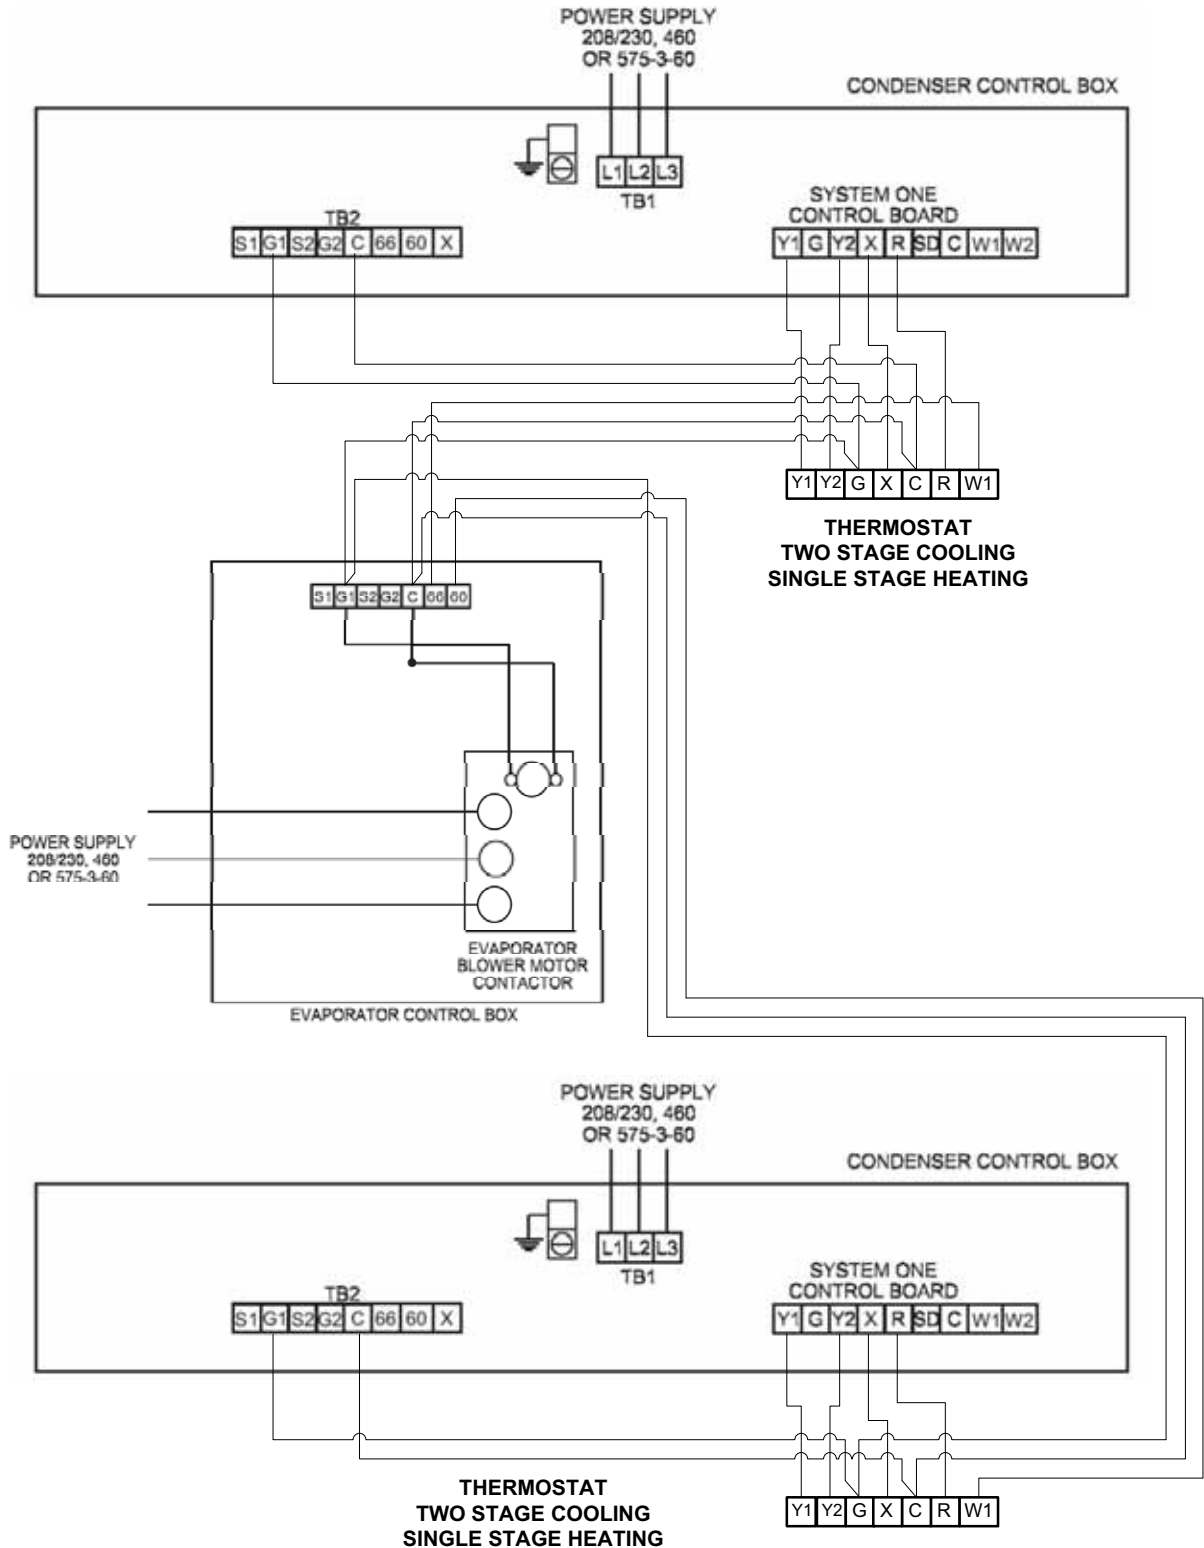 POWER SUPPLY
208/230, 460
OR 575-3-60
CONDENSER CONTROL BOX
L1 L2 L3
TB1
SYSTEM ONE
CONTROL BOARD
TB2
S1 G1 S2 G2 C 66 60 X
Y1 G Y2 X R SD C W1 W2
Y1 Y2 G X C R W1
THERMOSTAT
TWO STAGE COOLING
SINGLE STAGE HEATING
S1 G1 S2 G2 C 66 60
POWER SUPPLY
208/230, 460
OR 575-3-60
EVAPORATOR
BLOWER MOTOR
CONTACTOR
EVAPORATOR CONTROL BOX
POWER SUPPLY
208/230, 460
OR 575-3-60
CONDENSER CONTROL BOX
L1 L2 L3
TB1
SYSTEM ONE
CONTROL BOARD
TB2
S1 G1 S2 G2 C 66 60 X
Y1 G Y2 X R SD C W1 W2
THERMOSTAT
TWO STAGE COOLING
SINGLE STAGE HEATING
Y1 Y2 G X C R W1